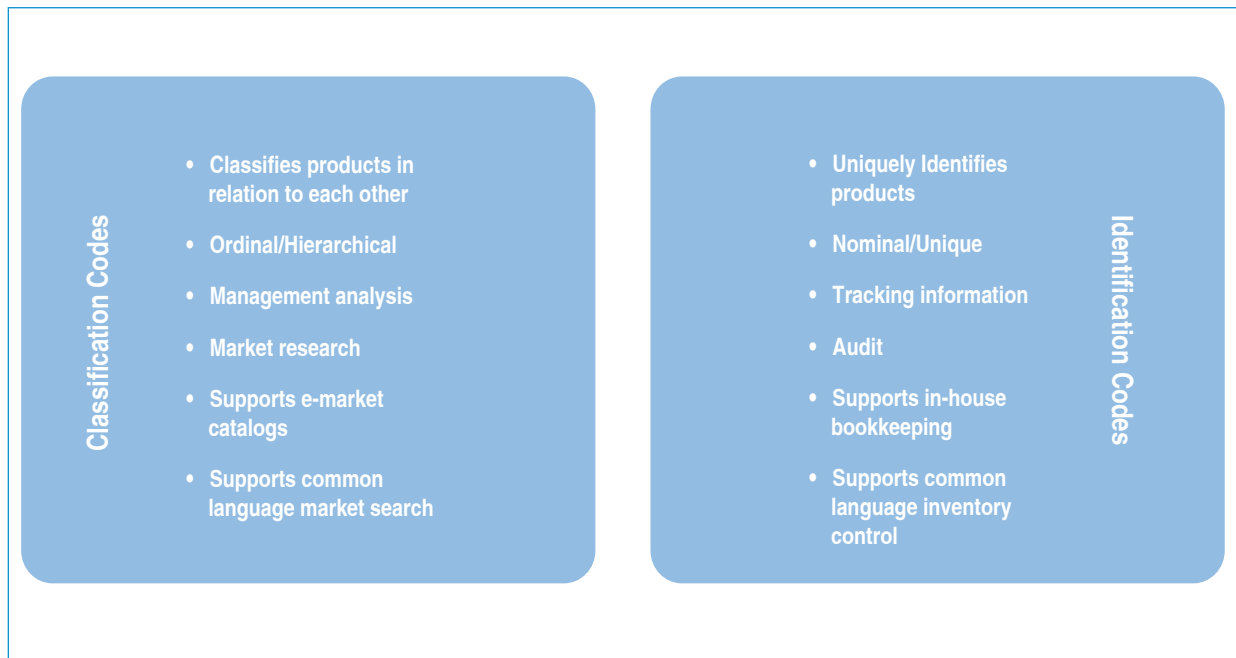 Classification Codes
• Classifies products in
relation to each other
• Ordinal/Hierarchical
• Management analysis
• Market research
• Supports e-market
catalogs
• Supports common
language market search
• Uniquely Identifies
products
• Nominal/Unique
• Tracking information
• Audit
• Supports in-house
bookkeeping
• Supports common
language inventory
control
Identification Codes